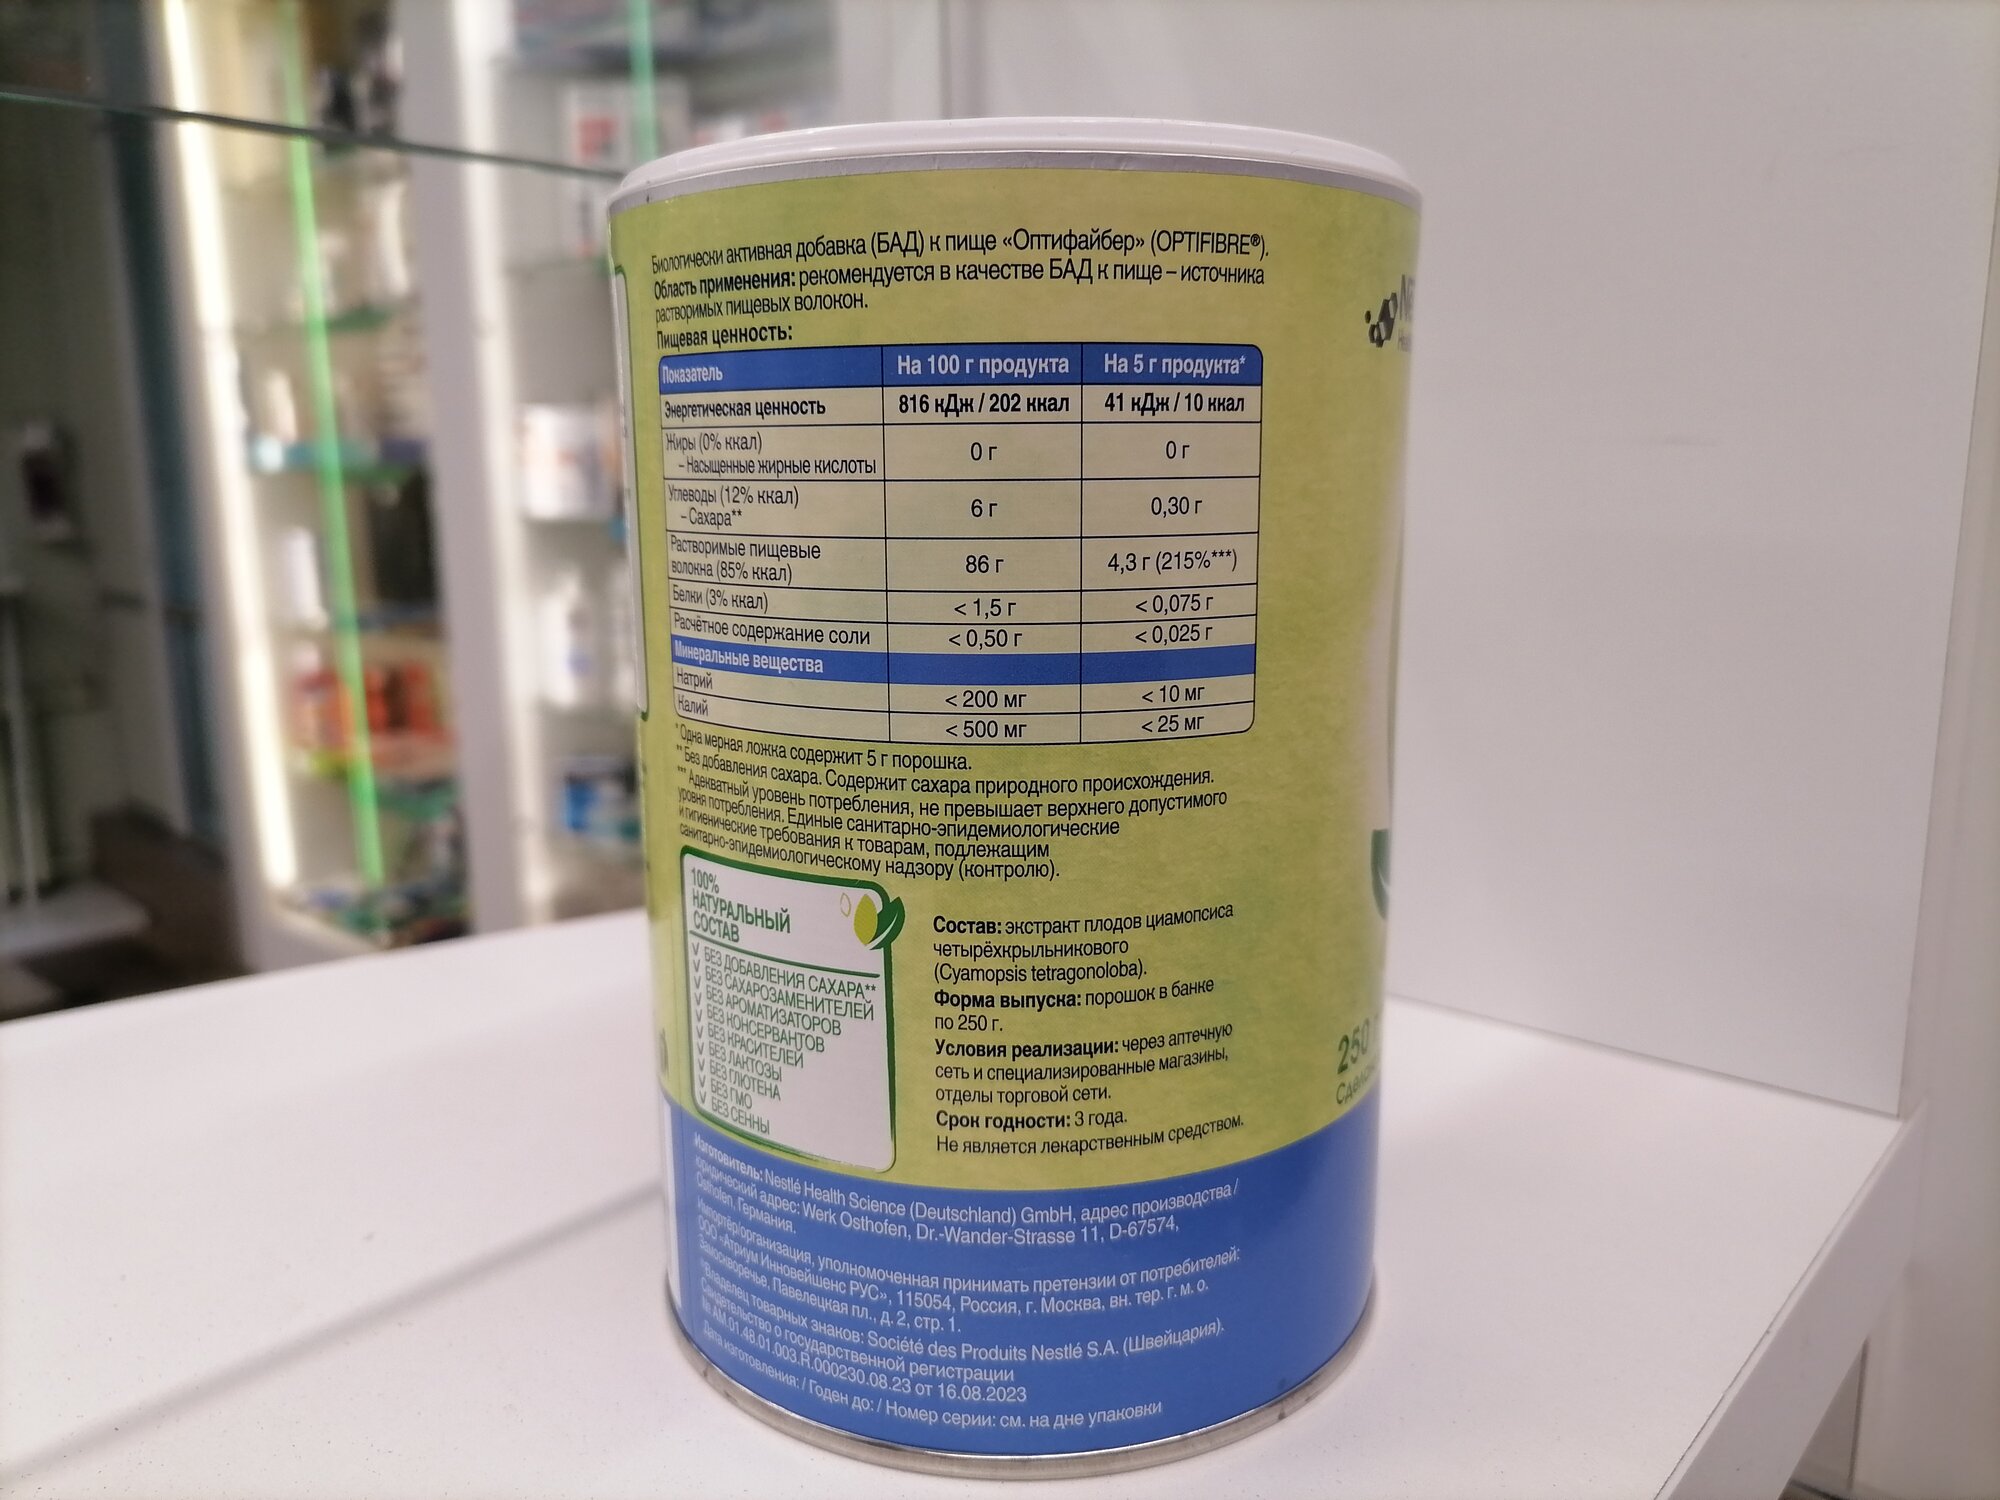 Биологически активная добавка (БАД) к пище «Оптифайбер» (OPTIFIBRE®).
Область применения: рекомендуется в качестве БАД к пище – источника
растворимых пищевых волокон.
Пищевая ценность:
Показатель На 100 г продукта На 5 г продукта*
Энергетическая ценность 816 кДж / 202 ккал 41 кДж / 10 ккал
Жиры (0% ккал)
– Насыщенные жирные кислоты 0 г 0 г
Углеводы (12% ккал)
– Сахара** 6 г 0,30 г
Растворимые пищевые
волокна (85% ккал) 86 г 4,3 г (215%***)
Белки (3% ккал) < 1,5 г < 0,075 г
Расчётное содержание соли < 0,50 г < 0,025 г
Минеральные вещества
Натрий < 200 мг < 10 мг
Калий < 500 мг < 25 мг
* Одна мерная ложка содержит 5 г порошка.
** Без добавления сахара. Содержит сахара природного происхождения.
*** Адекватный уровень потребления, не превышает верхнего допустимого
уровня потребления. Единые санитарно-эпидемиологические
и гигиенические требования к товарам, подлежащим
санитарно-эпидемиологическому надзору (контролю).
100%
НАТУРАЛЬНЫЙ
СОСТАВ
БЕЗ ДОБАВЛЕНИЯ САХАРА**
БЕЗ САХАРОЗАМЕНИТЕЛЕЙ
БЕЗ АРОМАТИЗАТОРОВ
БЕЗ КОНСЕРВАНТОВ
БЕЗ КРАСИТЕЛЕЙ
БЕЗ ЛАКТОЗЫ
БЕЗ ГЛЮТЕНА
БЕЗ ГМО
БЕЗ СЕННЫ
Состав: экстракт плодов циамопсиса
четырёхкрыльникового
(Cyamopsis tetragonoloba).
Форма выпуска: порошок в банке
по 250 г.
Условия реализации: через аптечную
сеть и специализированные магазины,
отделы торговой сети.
Срок годности: 3 года.
Не является лекарственным средством.
250
Изготовитель: Nestlé Health Science (Deutschland) GmbH, адрес производства /
юридический адрес: Werk Osthofen, Dr.-Wander-Strasse 11, D-67574,
Osthofen, Германия.
Импортёр/организация, уполномоченная принимать претензии от потребителей:
ООО «Атриум Инновейшенс РУС», 115054, Россия, г. Москва, вн. тер. г. м. о.
Замоскворечье, Павелецкая пл., д. 2, стр. 1.
Владелец товарных знаков: Société des Produits Nestlé S.A. (Швейцария).
Свидетельство о государственной регистрации
№ AM.01.48.01.003.R.000230.08.23 от 16.08.2023
Дата изготовления: / Годен до: / Номер серии: см. на дне упаковки